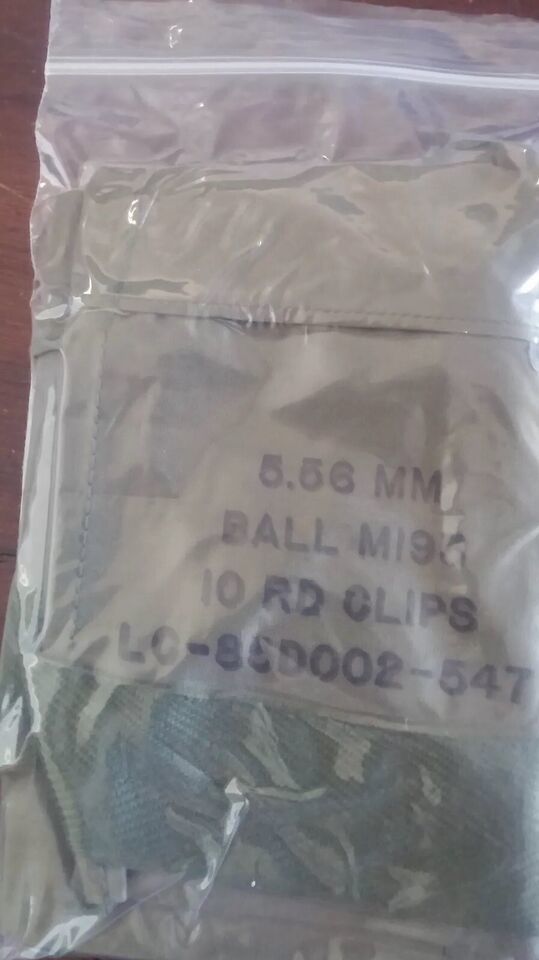 5.56 MM
BALL M193
10 RD CLIPS
LC-85D002-547